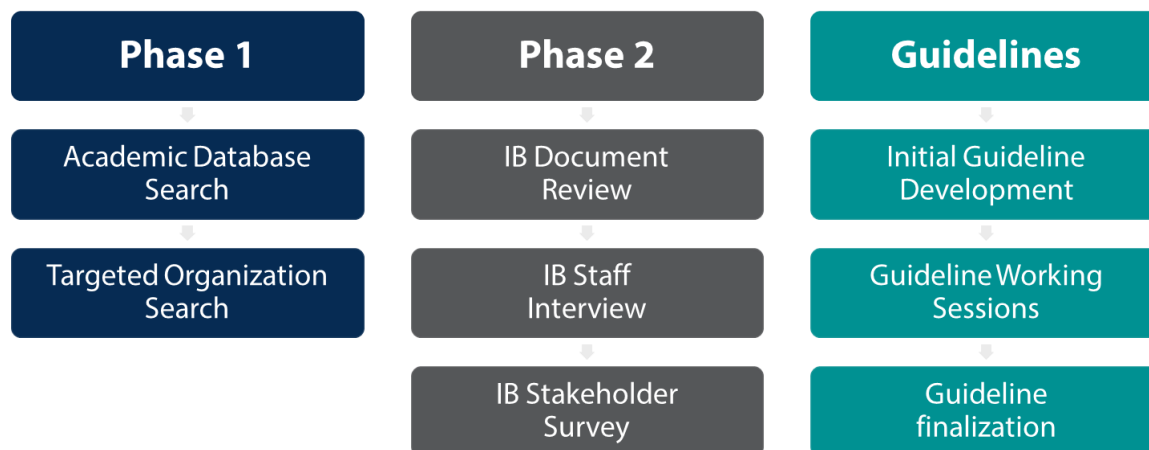 Phase 1
Academic Database
Search
Targeted Organization
Search
Phase 2
IB Document
Review
IB Staff
Interview
IB Stakeholder
Survey
Guidelines
Initial Guideline
Development
Guideline Working
Sessions
Guideline
finalization